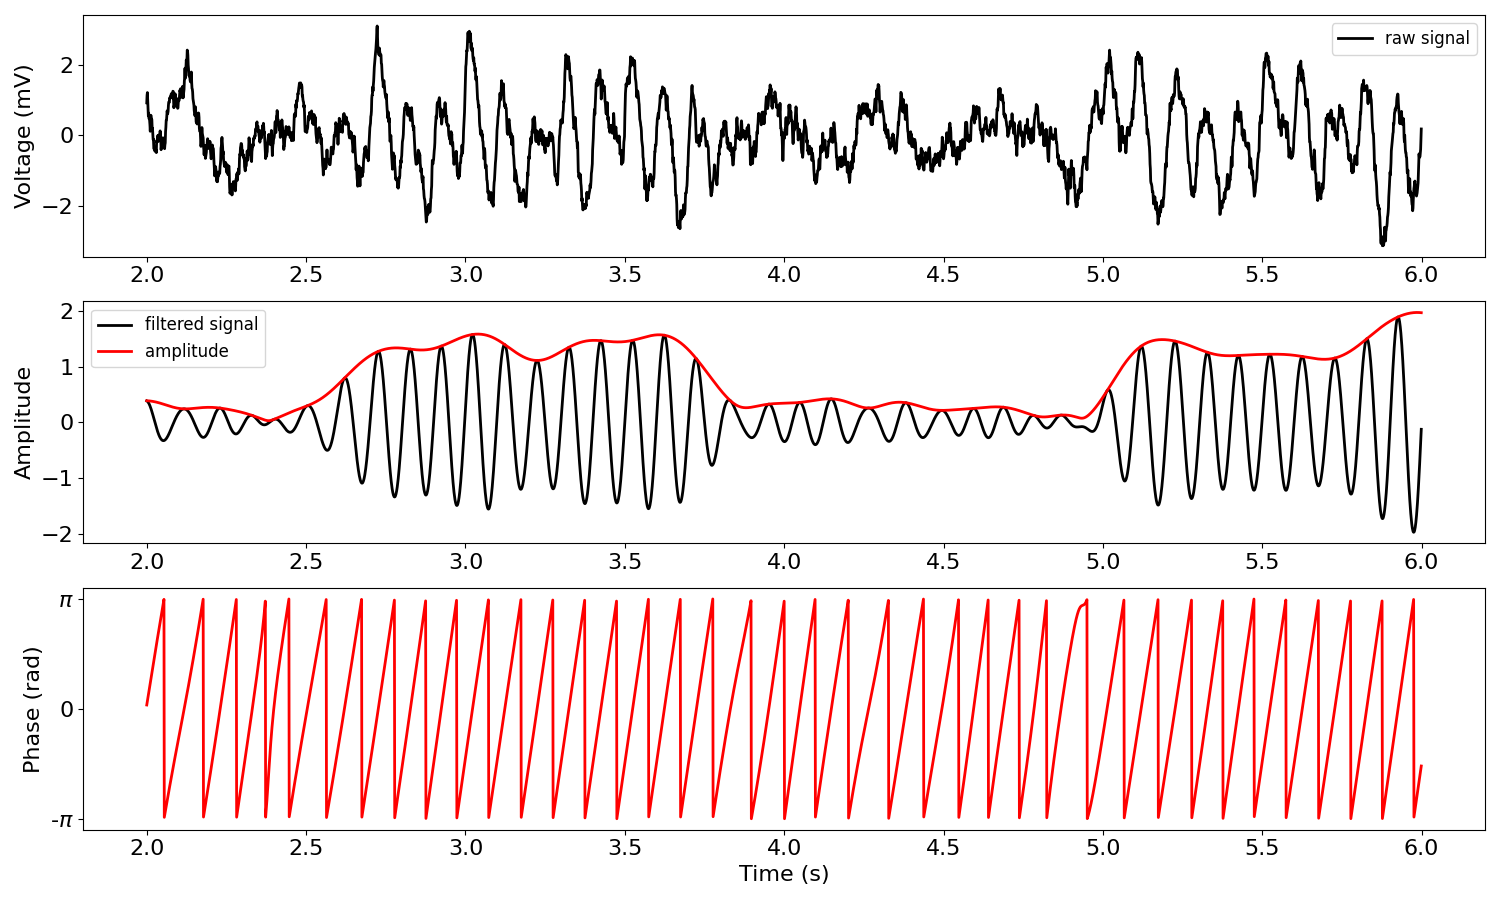 Voltage (mV)
2
0
−2
raw signal
2.0 2.5 3.0 3.5 4.0 4.5 5.0 5.5 6.0
Amplitude
2
1
0
−1
−2
filtered signal
amplitude
2.0 2.5 3.0 3.5 4.0 4.5 5.0 5.5 6.0
Phase (rad)
π
0
-π
2.0 2.5 3.0 3.5 4.0 4.5 5.0 5.5 6.0
Time (s)